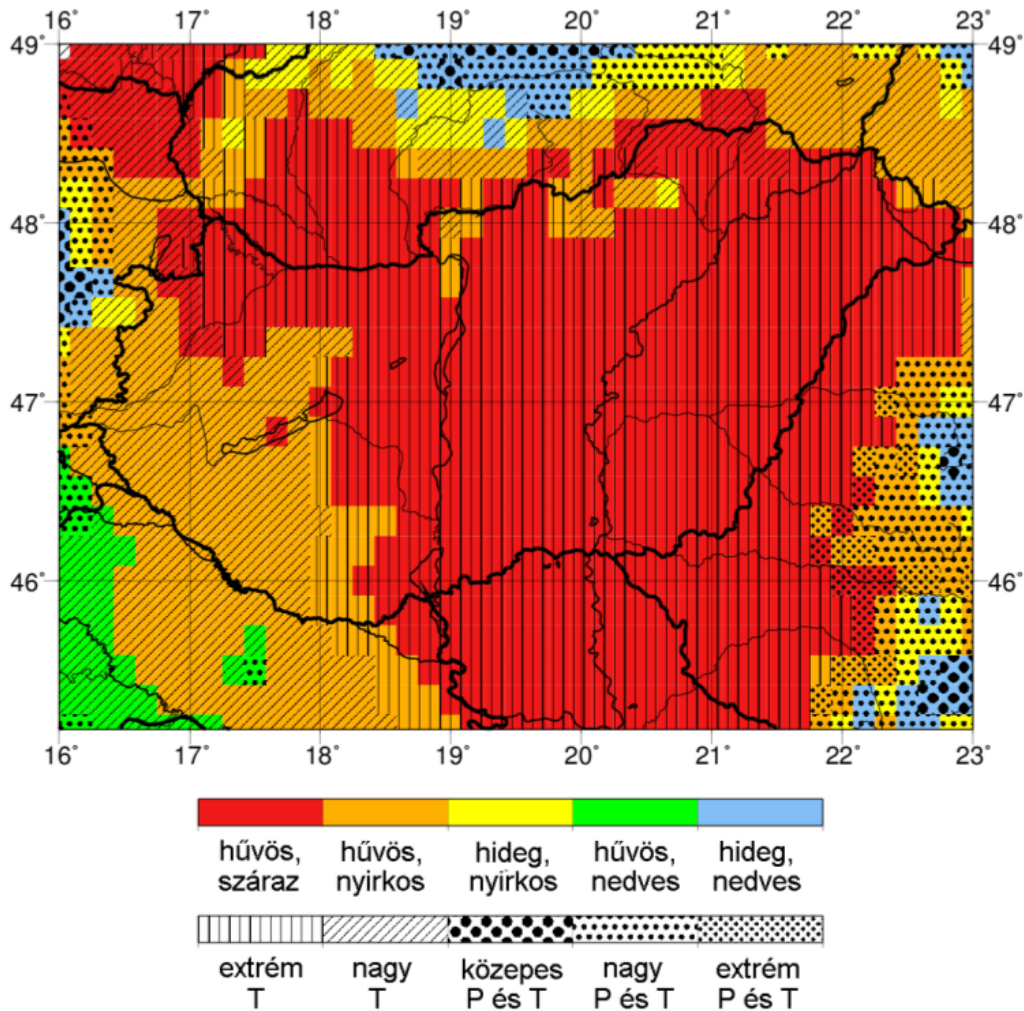 16° 17° 18° 19° 20° 21° 22° 23°
49° 49°
48° 48°
47° 47°
46° 46°
16° 17° 18° 19° 20° 21° 22° 23°
hűvös, hűvös, hideg, hűvös, hideg,
száraz nyirkos nyirkos nedves nedves
extrém nagy közepes nagy extrém
T T P és T P és T P és T